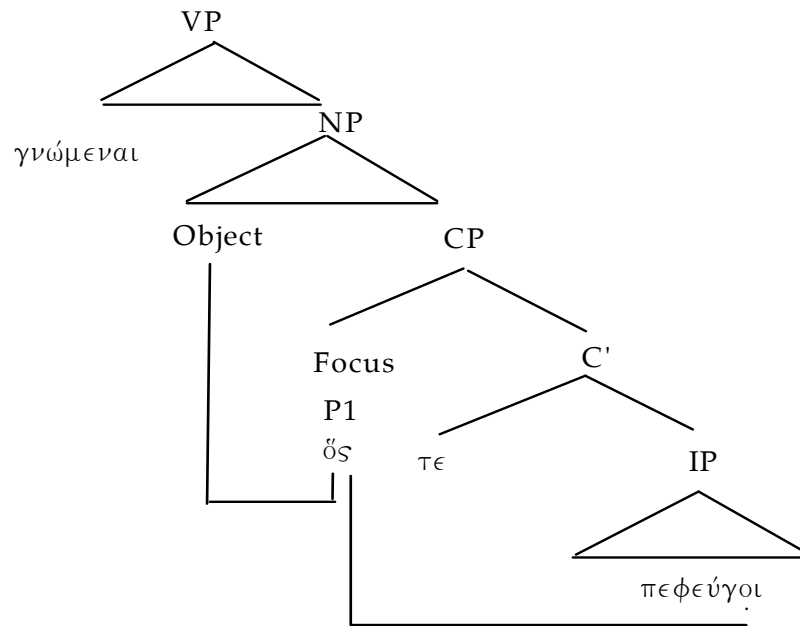 VP
NP
γνώμεναι
Object CP
Focus C'
P1
ὅς τε IP
πεφεύγοι